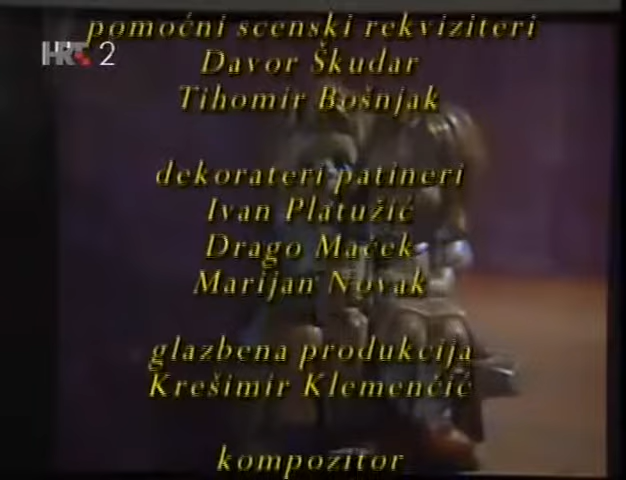 pomoćni scenski rekviziteri
HRT 2
Davor Škudar
Tihomir Bošnjak
dekorateri patineri
Ivan Platužić
Drago Maček
Marijan Novak
glazbena produkcija
Krešimir Klemenčić
kompozitor